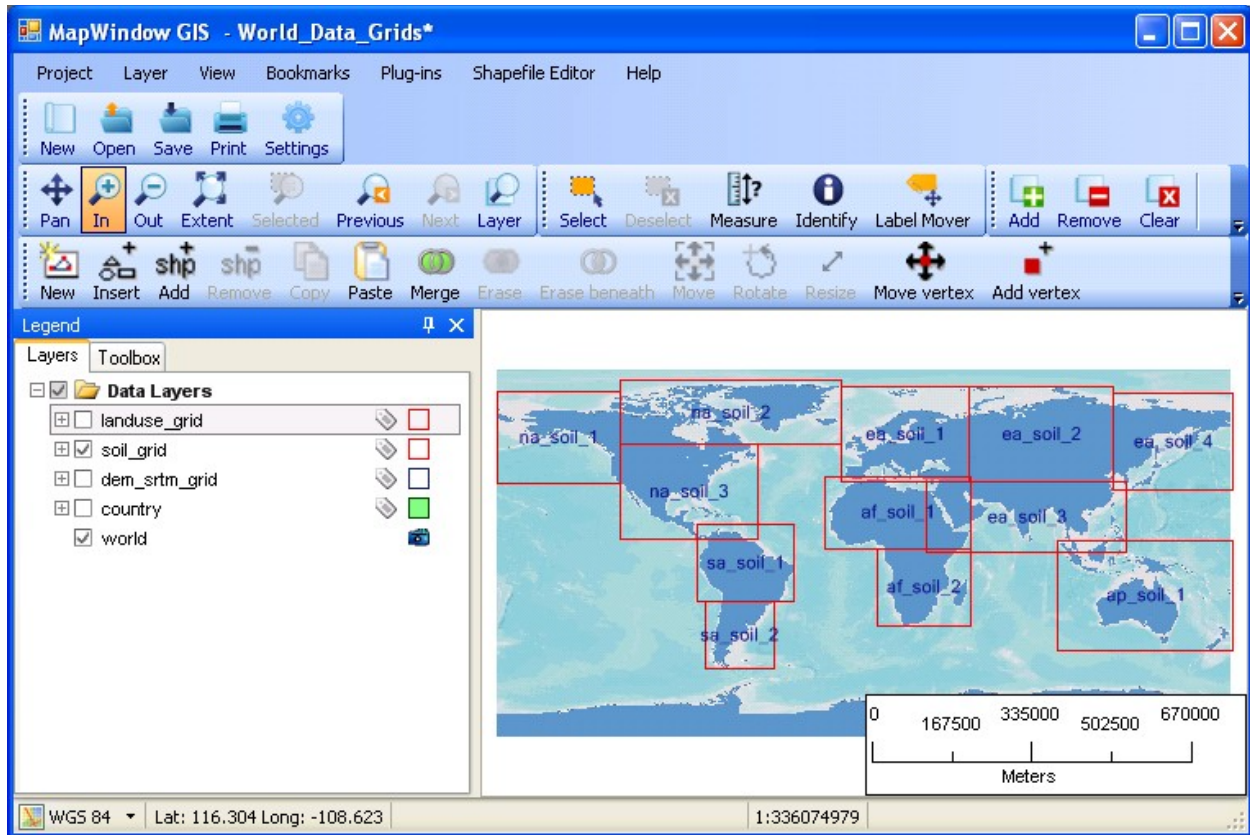 MapWindow GIS - World_Data_Grids*
Project Layer View Bookmarks Plug-ins Shapefile Editor Help
New Open Save Print Settings
Pan In Out Extent Selected Previous Next Layer Select Deselect Measure Identify Label Mover Add Remove Clear
shp shp
New Insert Add Remove Copy Paste Merge Erase Erase beneath Move Rotate Resize Move vertex Add vertex
Legend
Layers Toolbox
Data Layers
landuse_grid
soil_grid
dem_srtm_grid
country
world
na_soil_1
na_soil_2
na_soil_3
ea_soil_1
ea_soil_2
ea_soil_4
af_soil_1
ea_soil_3
sa_soil_1
af_soil_2
ap_soil_1
sa_soil_2
0 167500 335000 502500 670000
Meters
WGS 84 Lat: 116.304 Long: -108.623 1:336074979